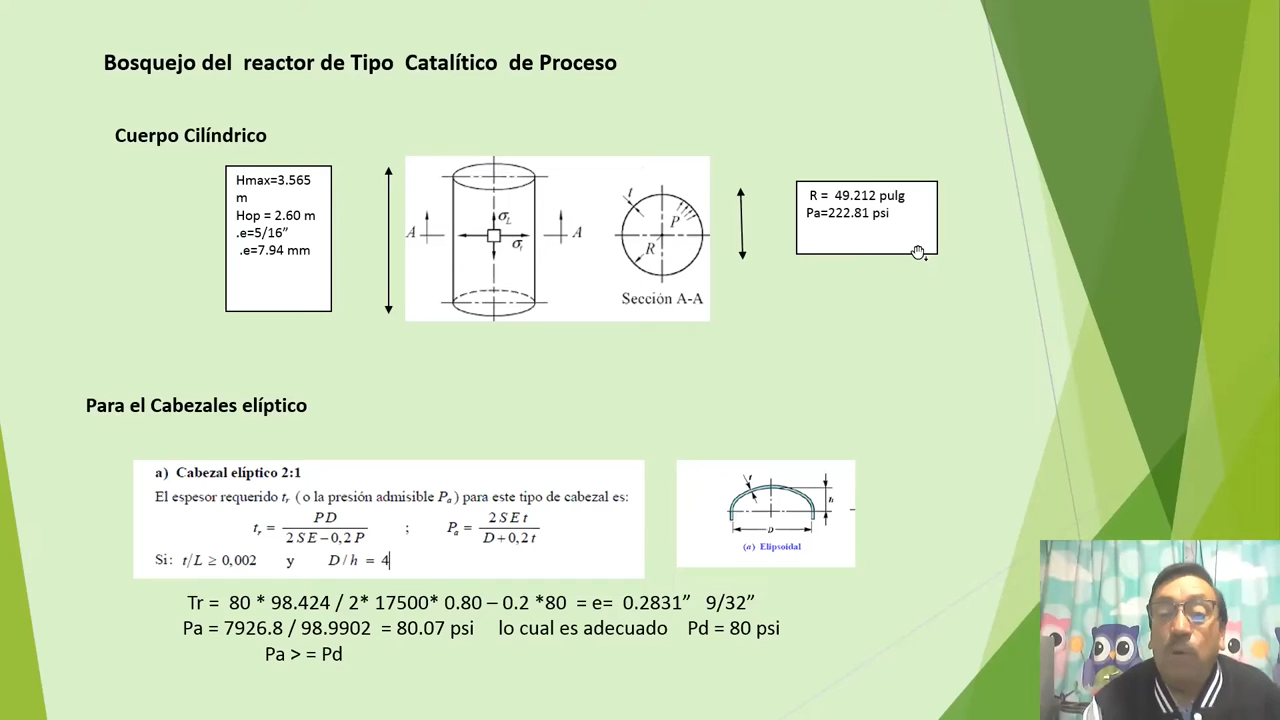 Bosquejo del reactor de Tipo Catalítico de Proceso
Cuerpo Cilíndrico
Hmax=3.565
m
Hop = 2.60 m
.e=5/16”
.e=7.94 mm
A
A
σL
σt
t
P
R
Sección A-A
R = 49.212 pulg
Pa=222.81 psi
Para el Cabezales elíptico
a) Cabezal elíptico 2:1
El espesor requerido tr ( o la presión admisible Pa ) para este tipo de cabezal es:
tr = PD / 2 SE – 0,2 P ; Pa = 2 S E t / D + 0,2 t
Si: t/L ≥ 0,002 y D/h = 4
t
h
D
(a) Elipsoidal
Tr = 80 * 98.424 / 2* 17500* 0.80 – 0.2 *80 = e= 0.2831” 9/32”
Pa = 7926.8 / 98.9902 = 80.07 psi lo cual es adecuado Pd = 80 psi
Pa > = Pd